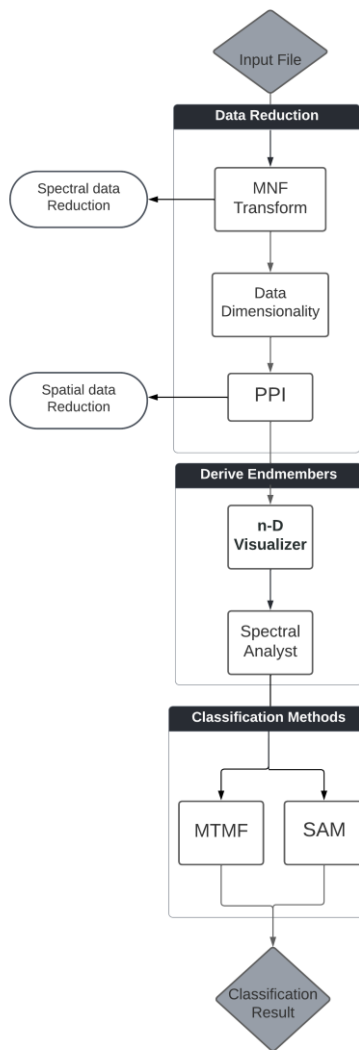 Input File
Data Reduction
MNF
Transform
Spectral data
Reduction
Data
Dimensionality
PPI
Spatial data
Reduction
Derive Endmembers
n-D
Visualizer
Spectral
Analyst
Classification Methods
MTMF
SAM
Classification
Result